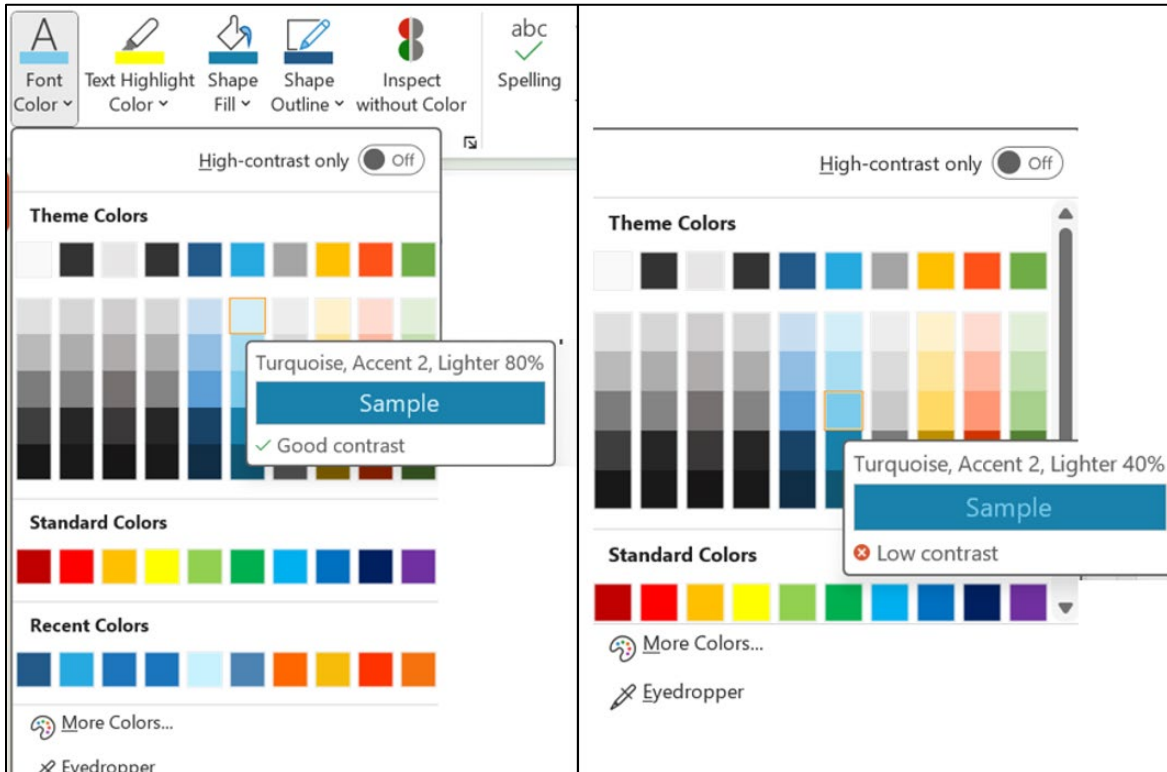 A
abc
Font
Color
Text Highlight
Color
Shape
Fill
Shape
Outline
Inspect
without Color
Spelling
High-contrast only Off
Theme Colors
Turquoise, Accent 2, Lighter 80%
Sample
Good contrast
Standard Colors
Recent Colors
More Colors...
Eyedropper
High-contrast only Off
Theme Colors
Turquoise, Accent 2, Lighter 40%
Sample
Low contrast
Standard Colors
More Colors...
Eyedropper